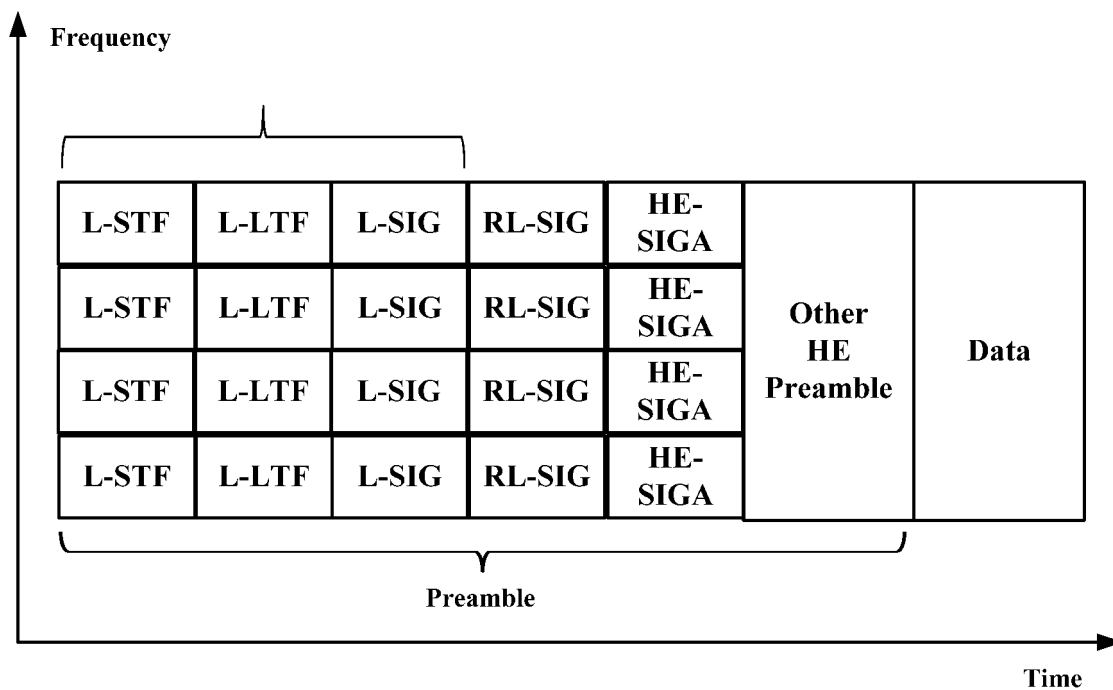 Frequency
L-STF L-LTF L-SIG RL-SIG HE-
SIGA
L-STF L-LTF L-SIG RL-SIG HE-
SIGA
L-STF L-LTF L-SIG RL-SIG HE-
SIGA
L-STF L-LTF L-SIG RL-SIG HE-
SIGA
Other
HE
Preamble
Data
Preamble
Time